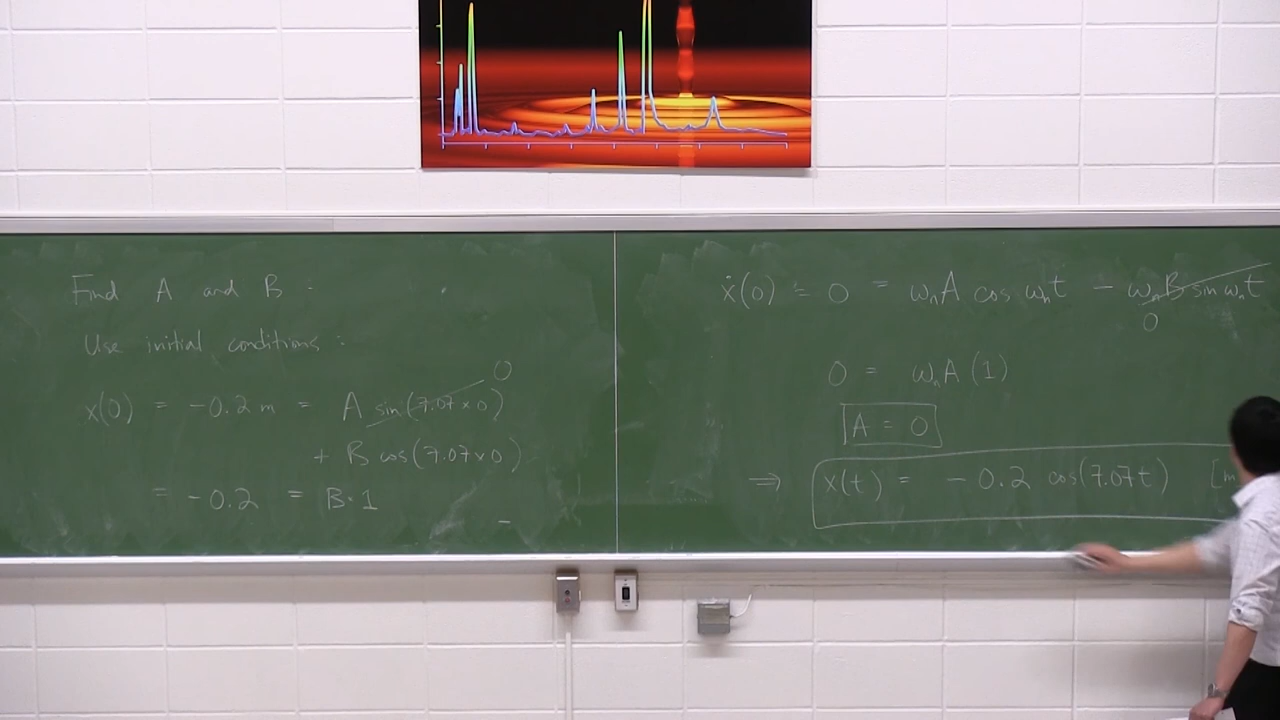 Find A and B.
Use initial conditions:
x(0) = -0.2 m = A sin(7.07 x 0) 0
+ B cos(7.07 x 0)
= -0.2 = B·1
ẋ(0) = 0 = ωₙA cos ωₙt - ωₙB sin ωₙt
0
0 = ωₙA (1)
A = 0
⇒ x(t) = -0.2 cos(7.07t) [m